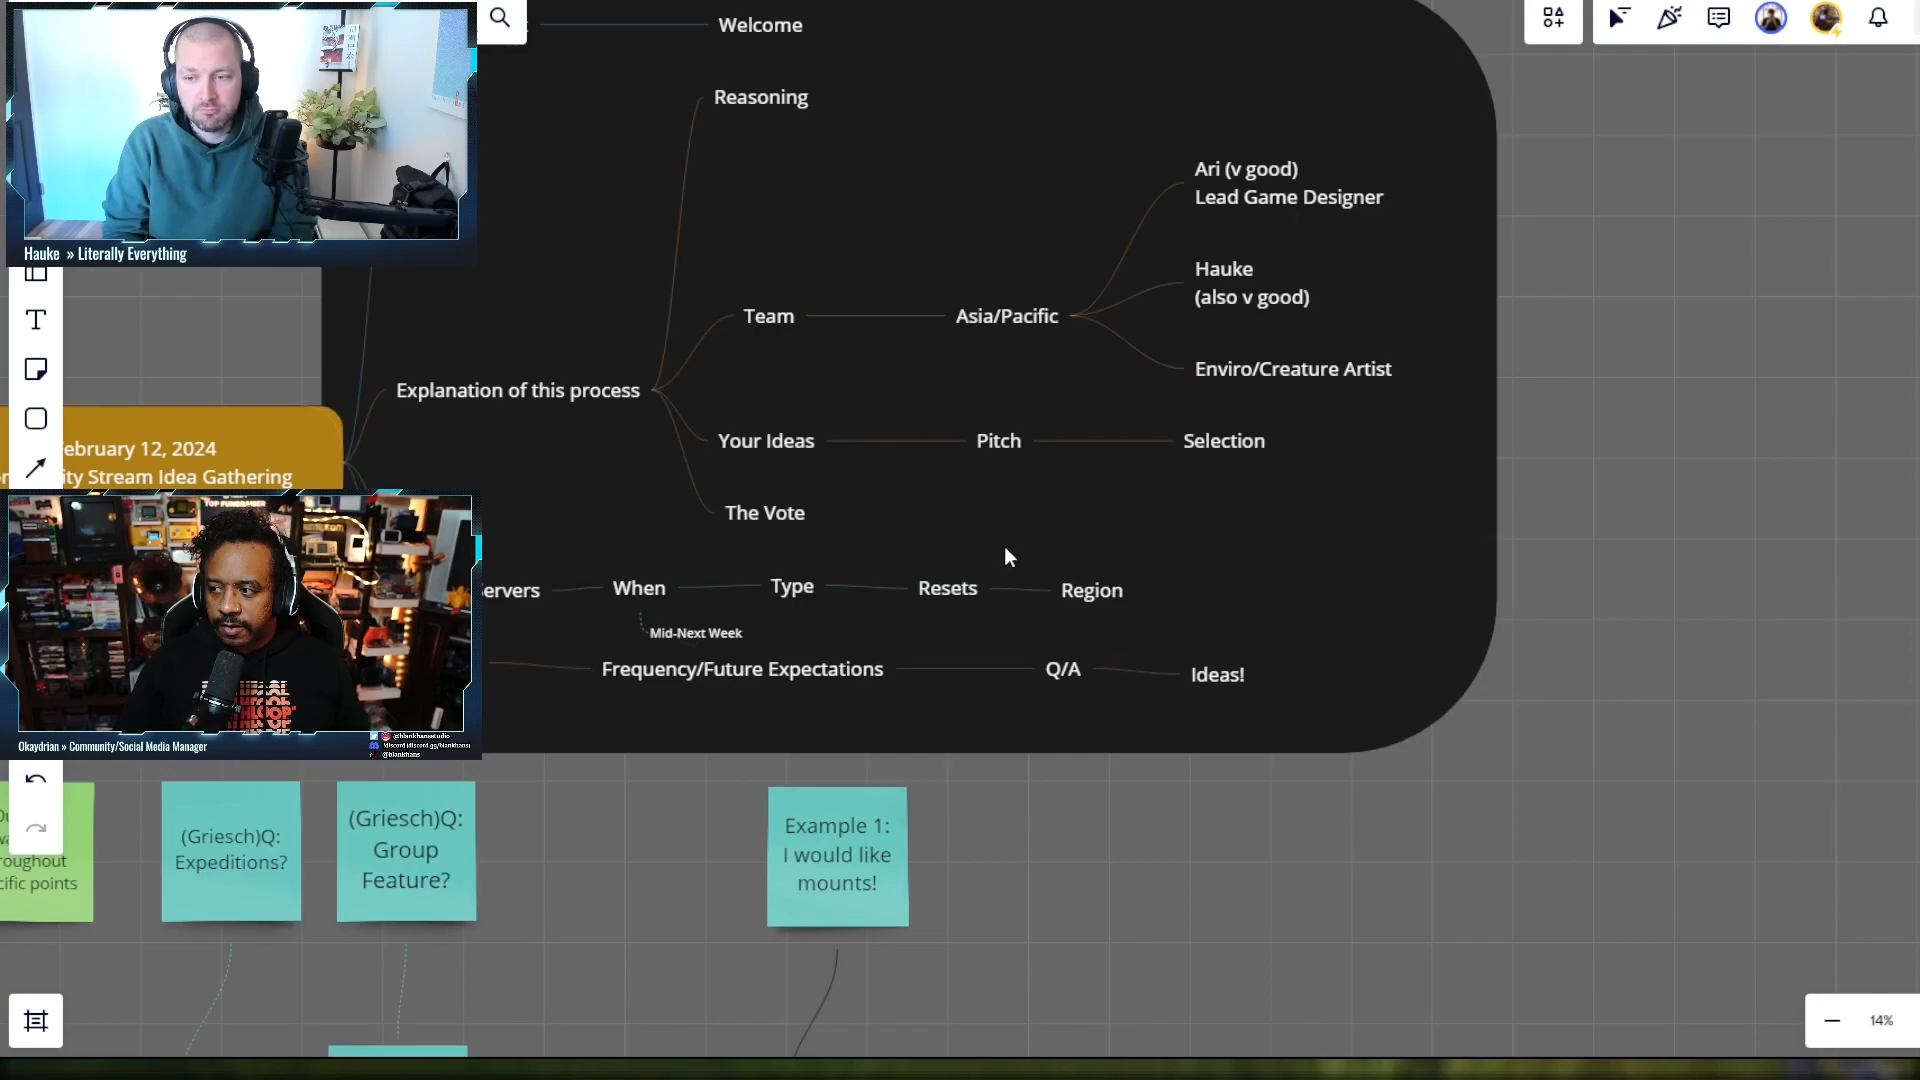 Welcome
Reasoning
Ari (v good)
Lead Game Designer
Hauke
(also v good)
Team
Asia/Pacific
Enviro/Creature Artist
Explanation of this process
Your Ideas
Pitch
Selection
The Vote
Hauke » Literally Everything
ebruary 12, 2024
ity Stream Idea Gathering
ervers
When
Type
Resets
Region
Mid-Next Week
Frequency/Future Expectations
Q/A
Ideas!
Okaydrian » Community/Social Media Manager
@blankhansstudio
@blankhans
roughout
cific points
(Griesch)Q:
Expeditions?
(Griesch)Q:
Group
Feature?
Example 1:
I would like
mounts!
14%